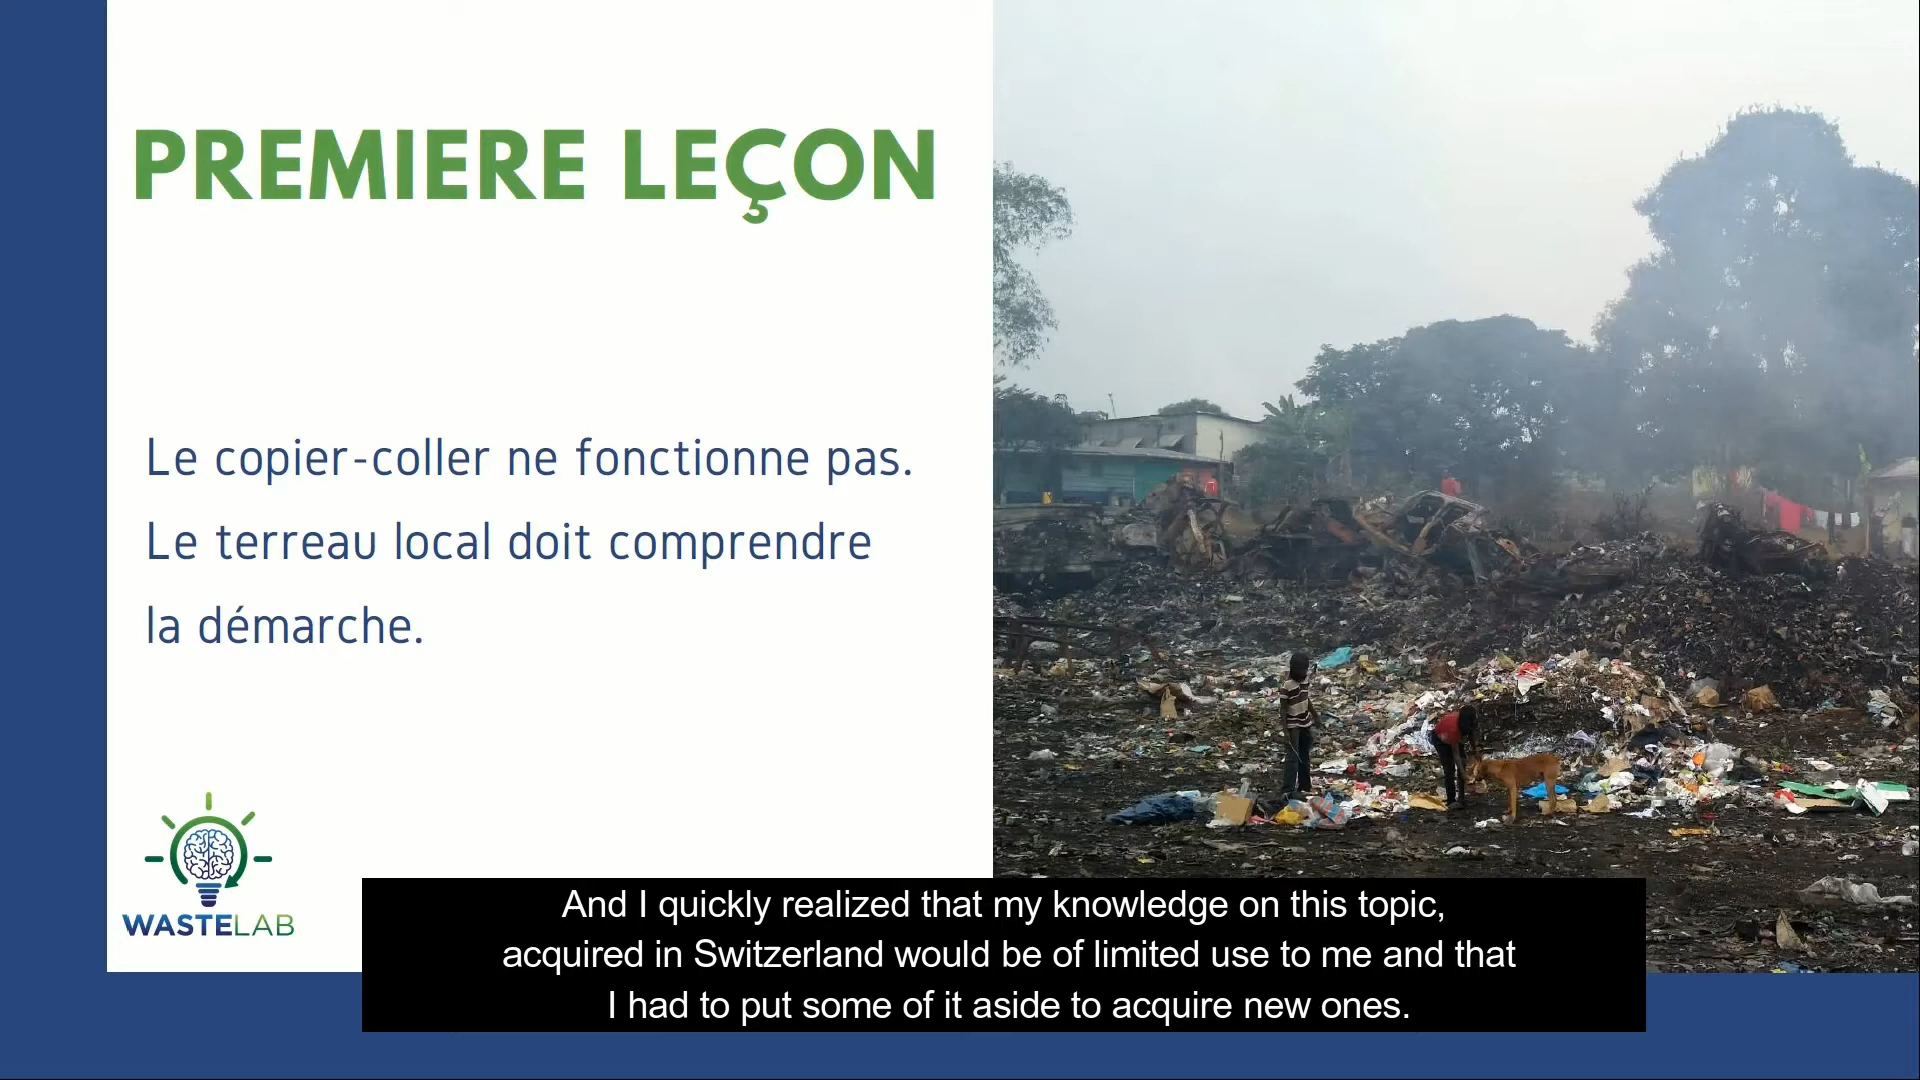 PREMIERE LEÇON
Le copier-coller ne fonctionne pas.
Le terreau local doit comprendre
la démarche.
WASTELAB
And I quickly realized that my knowledge on this topic,
acquired in Switzerland would be of limited use to me and that
I had to put some of it aside to acquire new ones.